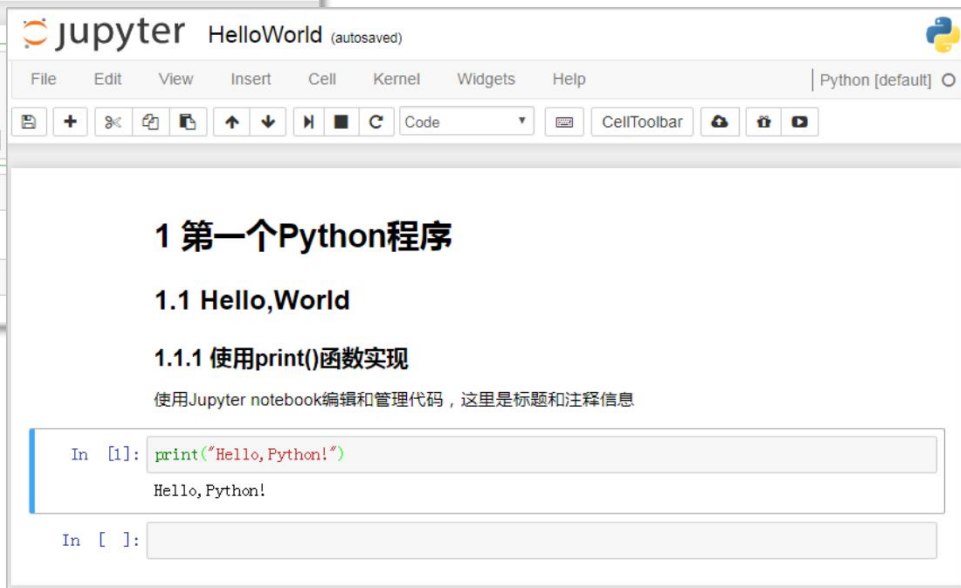 jupyter HelloWorld (autosaved)
File Edit View Insert Cell Kernel Widgets Help Python [default]
Code CellToolbar
1 第一个Python程序
1.1 Hello,World
1.1.1 使用print()函数实现
使用Jupyter notebook编辑和管理代码，这里是标题和注释信息
In [1]: print("Hello,Python!")
Hello,Python!
In [ ]: